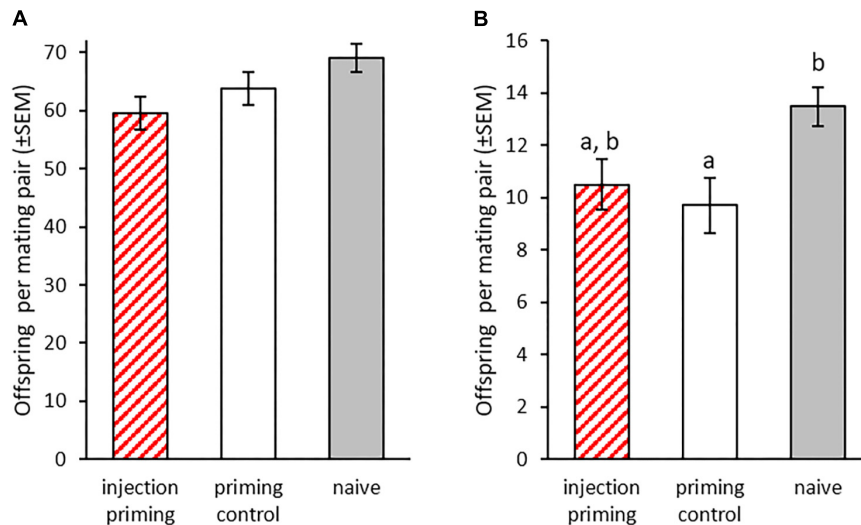 A
Offspring per mating pair (±SEM)
70
60
50
40
30
20
10
0
injection
priming
priming
control
naive
B
Offspring per mating pair (±SEM)
16
14
12
10
8
6
4
2
0
a, b
a
b
injection
priming
priming
control
naive